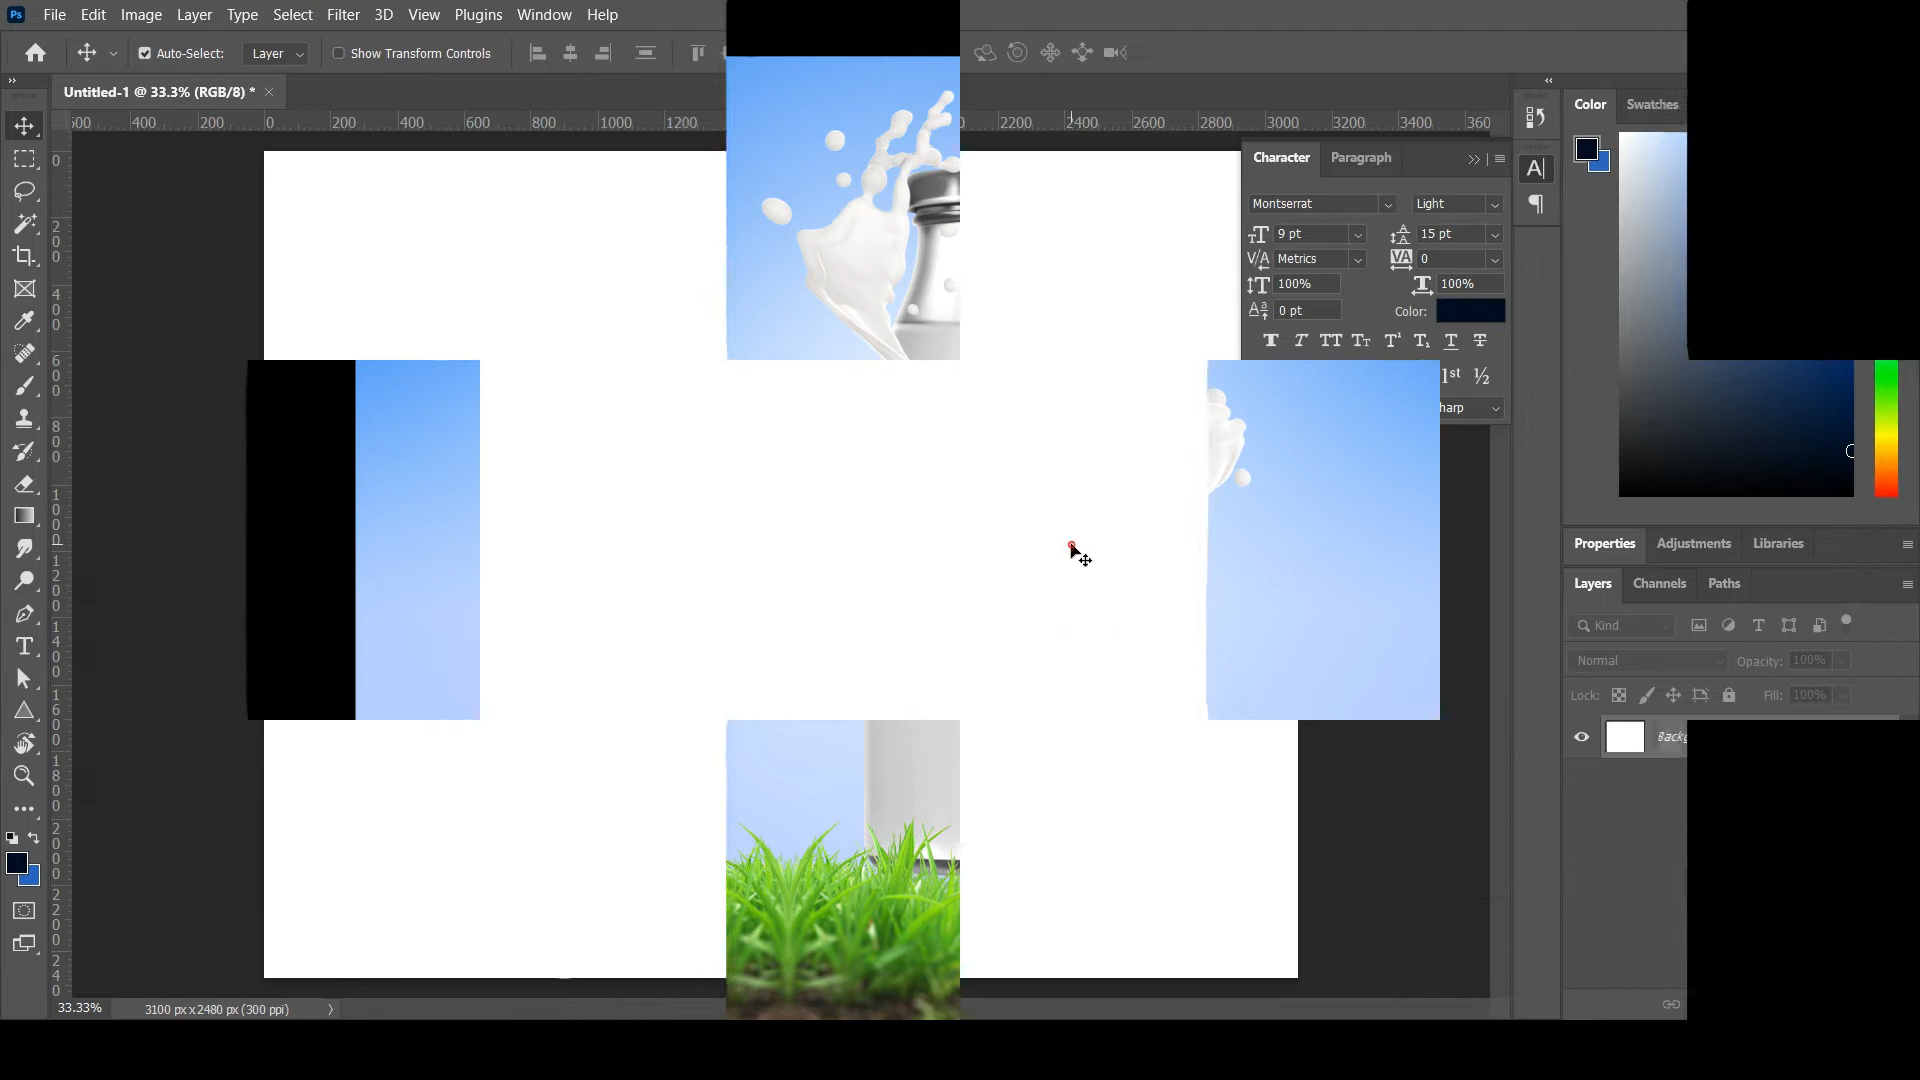 Ps File Edit Image Layer Type Select Filter 3D View Plugins Window Help
Auto-Select: Layer Show Transform Controls
Untitled-1 @ 33.3% (RGB/8) *
400 200 0 200 400 600 800 1000 1200 2200 2400 2600 2800 3000 3200 3400
Color Swatches
Character Paragraph
Montserrat Light
9 pt 15 pt
Metrics 0
100% 100%
0 pt Color:
1st ½
Properties Adjustments Libraries
Layers Channels Paths
Kind
Normal Opacity: 100%
Lock: Fill: 100%
33.33% 3100 px x 2480 px (300 ppi)